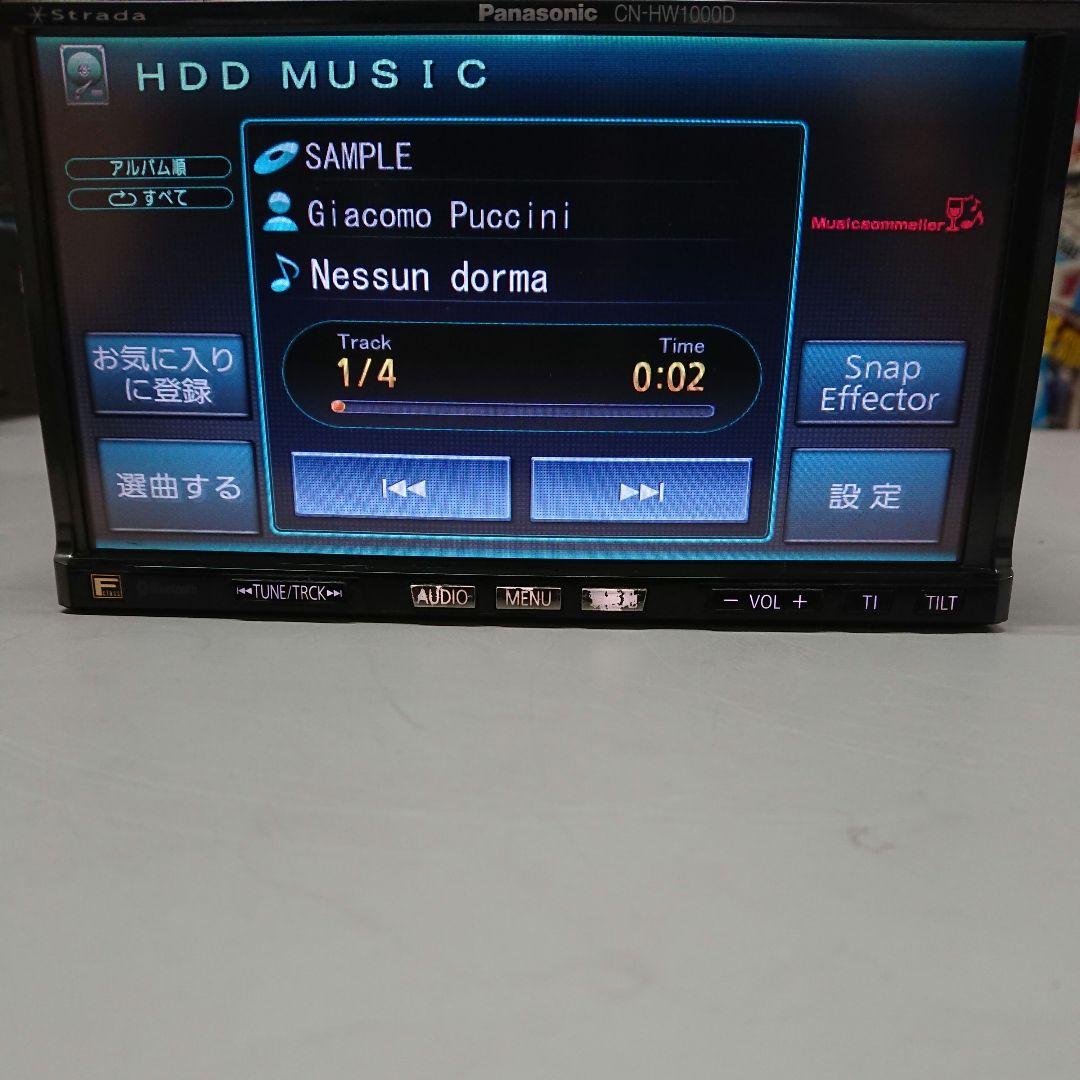 Strada
Panasonic CN-HW1000D
HDD MUSIC
アルバム順
すべて
SAMPLE
Giacomo Puccini
Nessun dorma
Musicsommelier
Track
1/4
Time
0:02
お気に入り
に登録
選曲する
Snap
Effector
設定
F class
TUNE/TRCK
AUDIO
MENU
− VOL +
TI
TILT